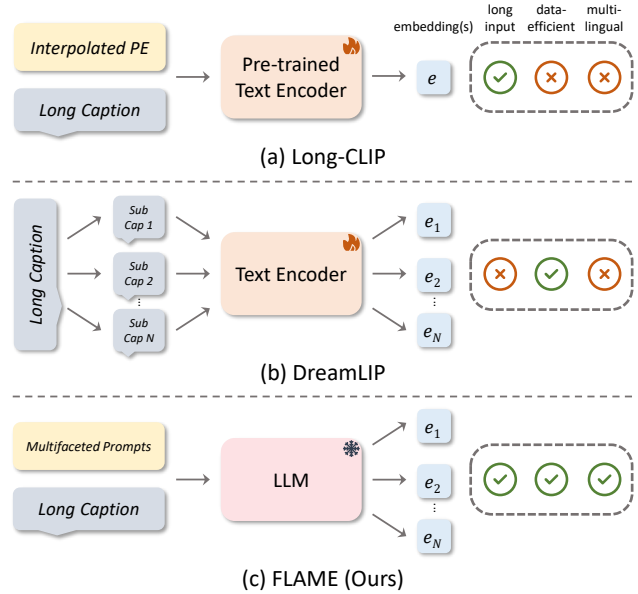 embedding(s)
long input
data-efficient
multi-lingual
Interpolated PE
Long Caption
Pre-trained
Text Encoder
e
(a) Long-CLIP
Long Caption
Sub
Cap 1
Sub
Cap 2
⋮
Sub
Cap N
Text Encoder
e₁
e₂
⋮
e_N
(b) DreamLIP
Multifaceted Prompts
Long Caption
LLM
e₁
e₂
⋮
e_N
(c) FLAME (Ours)